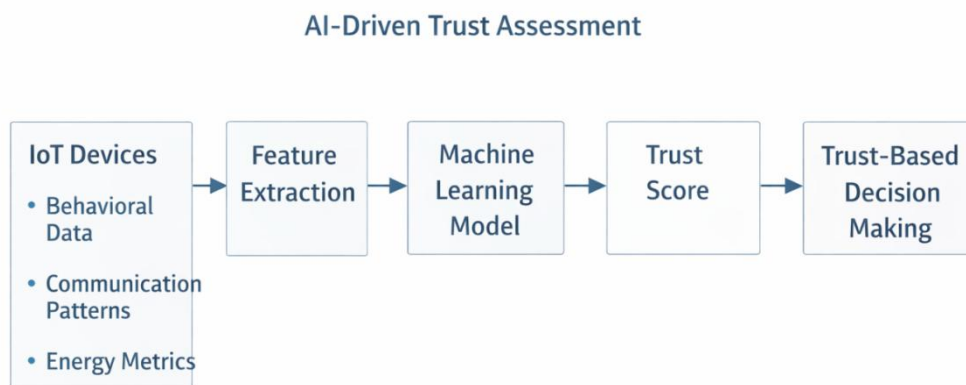 AI-Driven Trust Assessment
IoT Devices
• Behavioral
Data
• Communication
Patterns
• Energy Metrics
Feature
Extraction
Machine
Learning
Model
Trust
Score
Trust-Based
Decision
Making